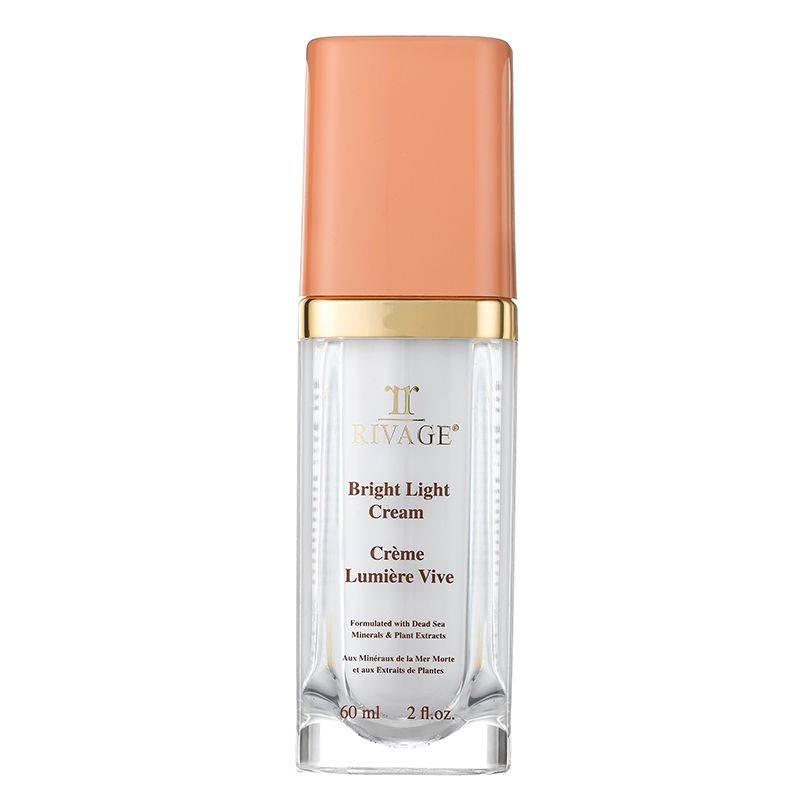 RIVAGE®
Bright Light
Cream
Crème
Lumière Vive
Formulated with Dead Sea
Minerals & Plant Extracts
Aux Minéraux de la Mer Morte
et aux Extraits de Plantes
60 ml 2 fl.oz.